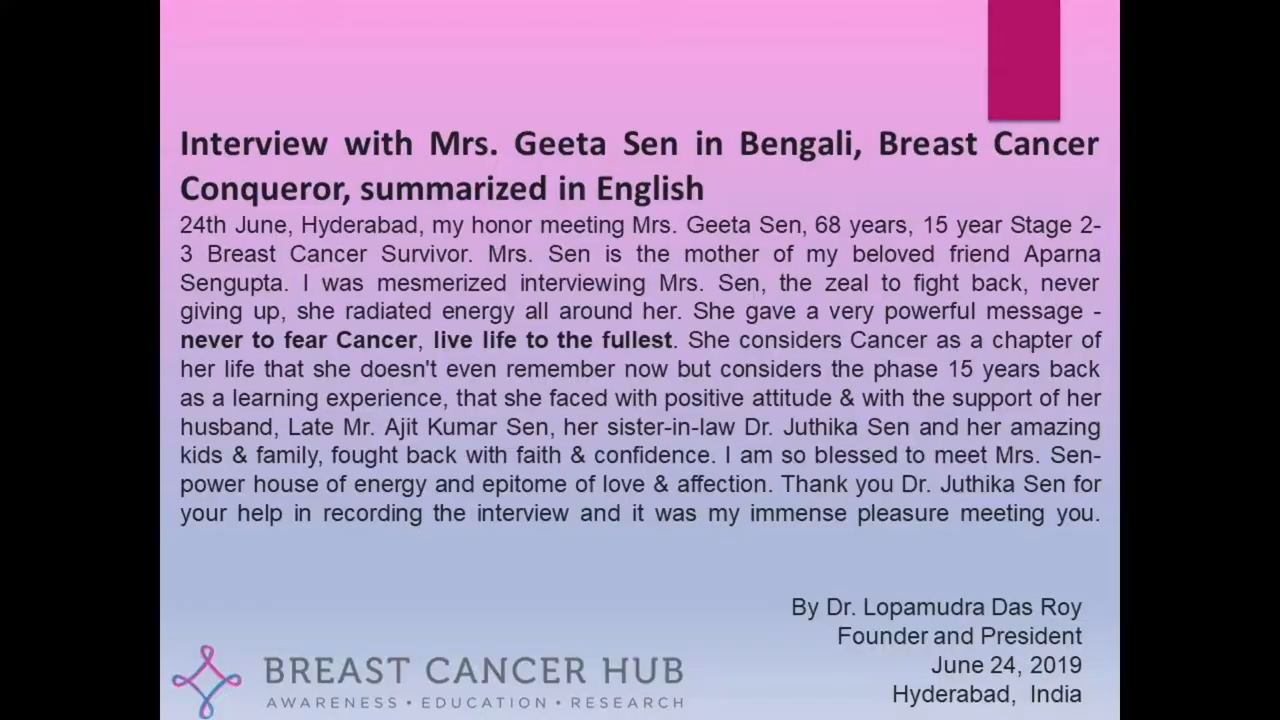 Interview with Mrs. Geeta Sen in Bengali, Breast Cancer
Conqueror, summarized in English
24th June, Hyderabad, my honor meeting Mrs. Geeta Sen, 68 years, 15 year Stage 2-
3 Breast Cancer Survivor. Mrs. Sen is the mother of my beloved friend Aparna
Sengupta. I was mesmerized interviewing Mrs. Sen, the zeal to fight back, never
giving up, she radiated energy all around her. She gave a very powerful message -
never to fear Cancer, live life to the fullest. She considers Cancer as a chapter of
her life that she doesn't even remember now but considers the phase 15 years back
as a learning experience, that she faced with positive attitude & with the support of her
husband, Late Mr. Ajit Kumar Sen, her sister-in-law Dr. Juthika Sen and her amazing
kids & family, fought back with faith & confidence. I am so blessed to meet Mrs. Sen-
power house of energy and epitome of love & affection. Thank you Dr. Juthika Sen for
your help in recording the interview and it was my immense pleasure meeting you.
By Dr. Lopamudra Das Roy
Founder and President
June 24, 2019
Hyderabad, India
BREAST CANCER HUB
AWARENESS • EDUCATION • RESEARCH